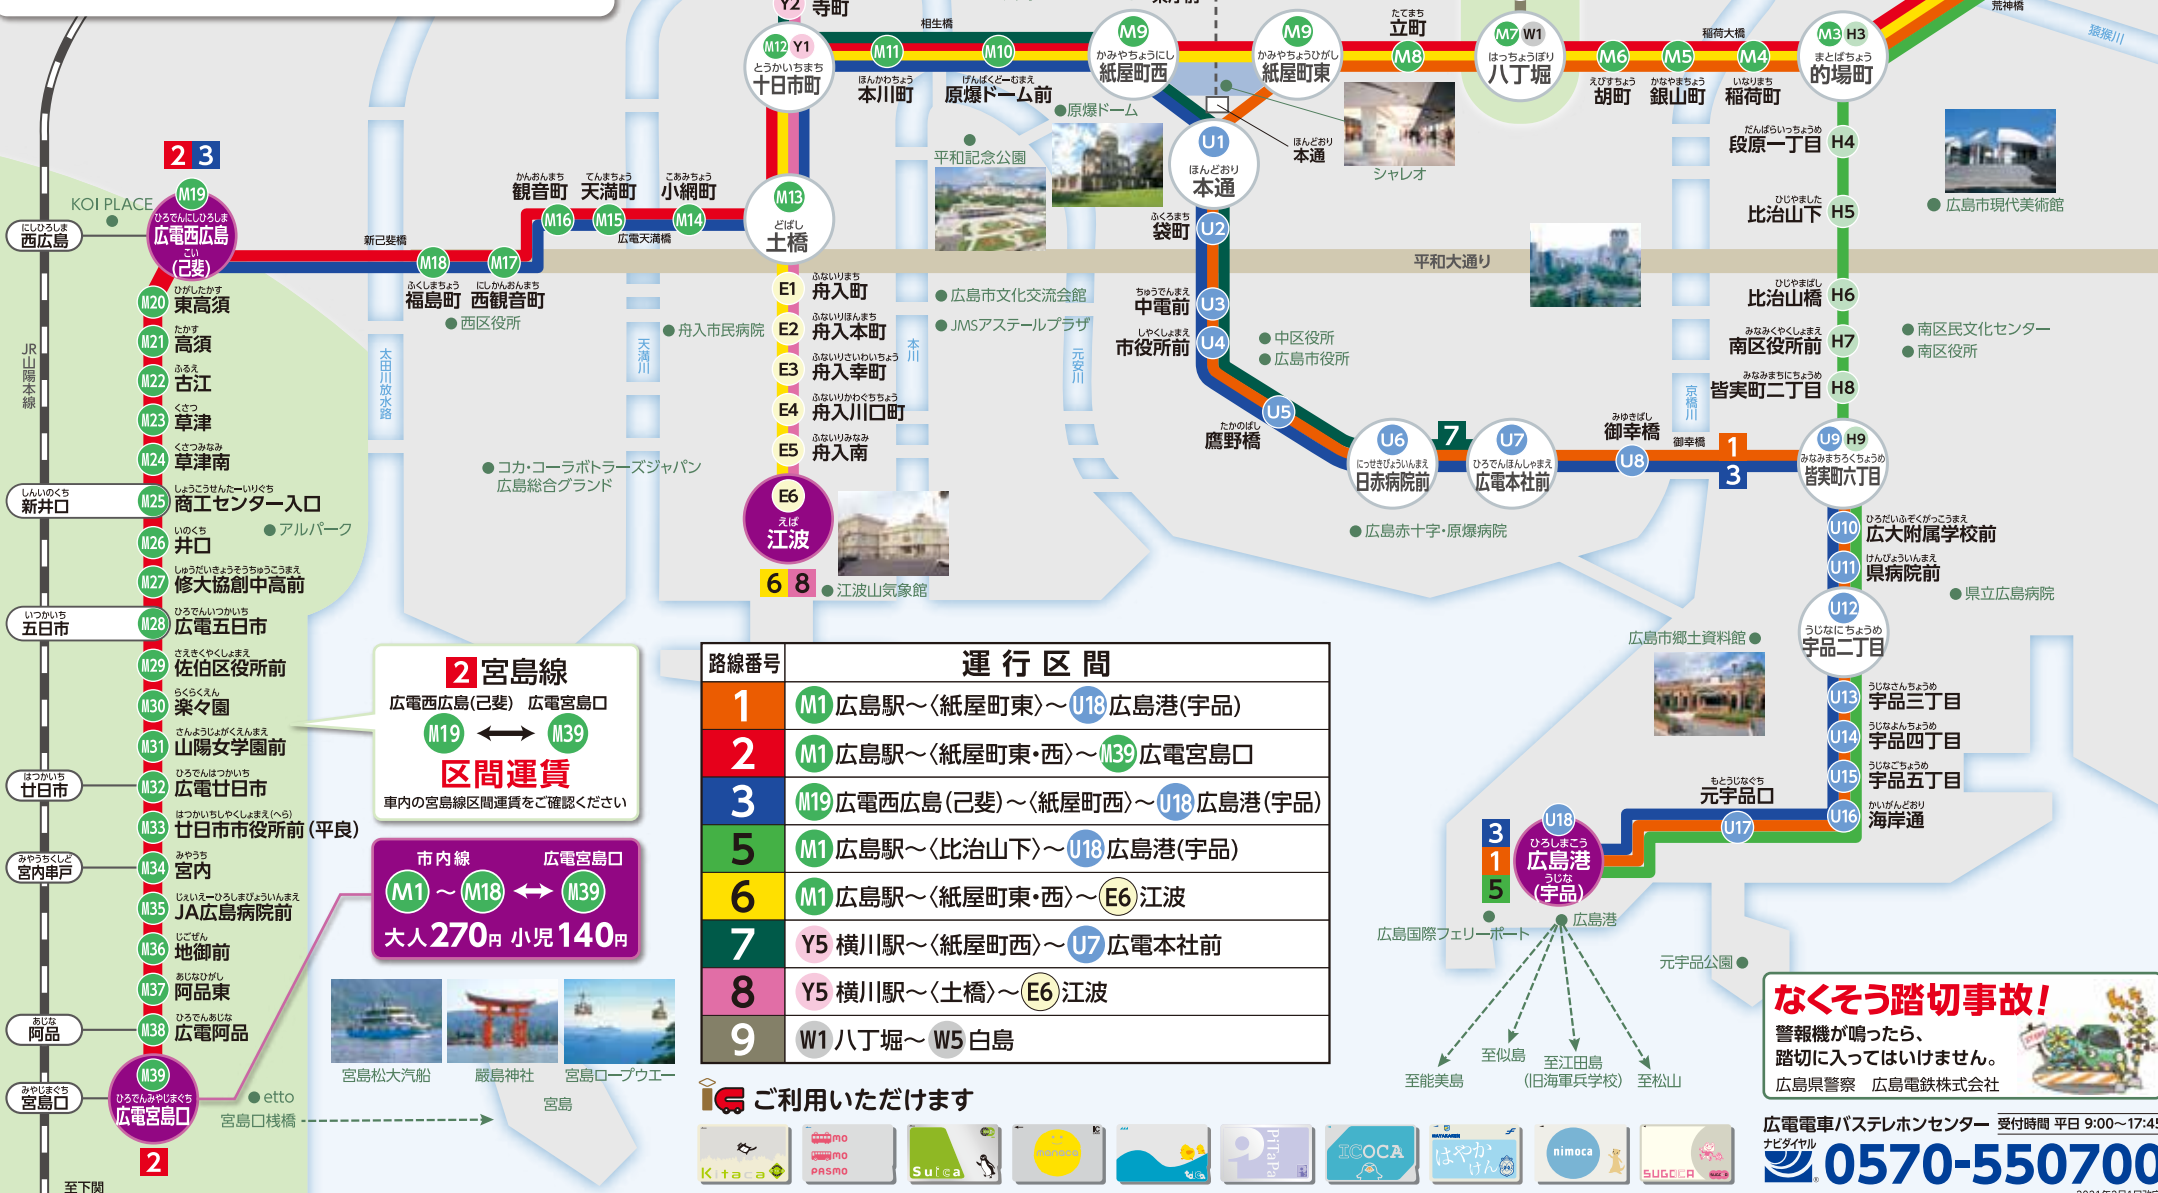 Y2 寺町
相生橋
稲荷大橋
荒神橋
猿猴川
M12 Y1
とうかいちまち
十日市町
M11
ほんかわちょう
本川町
M10
げんばくどーむまえ
原爆ドーム前
M9
かみやちょうにし
紙屋町西
M9
かみやちょうひがし
紙屋町東
たてまち
立町
M8
M7 W1
はっちょうぼり
八丁堀
M6
えびすちょう
胡町
M5
かなやまちょう
銀山町
M4
いなりまち
稲荷町
M3 H3
まとばちょう
的場町
原爆ドーム
平和記念公園
U1
ほんどおり
本通
ほんどおり
本通
シャレオ
だんばらいっちょうめ
段原一丁目 H4
ひじやました
比治山下 H5
広島市現代美術館
2 3
M19
ひろでんにしひろしま
広電西広島
こい
(己斐)
KOI PLACE
にしひろしま
西広島
新己斐橋
M18
ふくしまちょう
福島町
M17
にしかんおんまち
西観音町
西区役所
かんおんまち
観音町
M16
てんまちょう
天満町
M15
こあみちょう
小網町
M14
広電天満橋
M13
どばし
土橋
平和大通り
ふくろまち
袋町 U2
ちゅうでんまえ
中電前 U3
しやくしょまえ
市役所前 U4
たかのばし
鷹野橋 U5
中区役所
広島市役所
E1
ふないりまち
舟入町
E2
ふないりほんまち
舟入本町
E3
ふないりさいわいちょう
舟入幸町
E4
ふないりかわぐちちょう
舟入川口町
E5
ふないりみなみ
舟入南
E6
えば
江波
6 8
江波山気象館
舟入市民病院
広島市文化交流会館
JMSアステールプラザ
太田川放水路
天満川
本川
元安川
京橋川
コカ・コーラボトラーズジャパン
広島総合グランド
ひじやまばし
比治山橋 H6
みなみくやくしょまえ
南区役所前 H7
みなみまちにちょうめ
皆実町二丁目 H8
南区民文化センター
南区役所
U6
にっせきびょういんまえ
日赤病院前
7
U7
ひろでんほんしゃまえ
広電本社前
みゆきばし
御幸橋
U8
御幸橋
1
3
U9 H9
みなみまちろくちょうめ
皆実町六丁目
広島赤十字・原爆病院
U10
ひろだいふぞくがっこうまえ
広大附属学校前
U11
けんびょういんまえ
県病院前
県立広島病院
U12
うじなにちょうめ
宇品二丁目
広島市郷土資料館
U13
うじなさんちょうめ
宇品三丁目
U14
うじなよんちょうめ
宇品四丁目
U15
うじなごちょうめ
宇品五丁目
U16
かいがんどおり
海岸通
もとうじなぐち
元宇品口
U17
U18
ひろしまこう
広島港
うじな
(宇品)
3
1
5
広島国際フェリーポート
広島港
元宇品公園
至能美島
至似島
至江田島
(旧海軍兵学校)
至松山
JR山陽本線
M20
ひがしたかす
東高須
M21
たかす
高須
M22
ふるえ
古江
M23
くさつ
草津
M24
くさつみなみ
草津南
しんいのくち
新井口
M25
しょうこうせんたーいりぐち
商工センター入口
M26
いのくち
井口
アルパーク
M27
しゅうだいきょうそうちゅうこうまえ
修大協創中高前
いつかいち
五日市
M28
ひろでんいつかいち
広電五日市
M29
さえきくやくしょまえ
佐伯区役所前
M30
らくらくえん
楽々園
M31
さんようじょがくえんまえ
山陽女学園前
はつかいち
廿日市
M32
ひろでんはつかいち
広電廿日市
M33
はつかいちしやくしょまえ(へら)
廿日市市役所前(平良)
みやうちくしど
宮内串戸
M34
みやうち
宮内
M35
じぇいえーひろしまびょういんまえ
JA広島病院前
M36
じごぜん
地御前
M37
あじなひがし
阿品東
あじな
阿品
M38
ひろでんあじな
広電阿品
みやじまぐち
宮島口
M39
ひろでんみやじまぐち
広電宮島口
2
至下関
etto
宮島口桟橋
宮島
宮島松大汽船
嚴島神社
宮島ロープウエー
2 宮島線
広電西広島(己斐) 広電宮島口
M19 M39
区間運賃
車内の宮島線区間運賃をご確認ください
市内線 広電宮島口
M1～M18 M39
大人270円 小児140円
路線番号 運行区間
1 M1 広島駅～〈紙屋町東〉～U18 広島港(宇品)
2 M1 広島駅～〈紙屋町東・西〉～M39 広電宮島口
3 M19 広電西広島(己斐)～〈紙屋町西〉～U18 広島港(宇品)
5 M1 広島駅～〈比治山下〉～U18 広島港(宇品)
6 M1 広島駅～〈紙屋町東・西〉～E6 江波
7 Y5 横川駅～〈紙屋町西〉～U7 広電本社前
8 Y5 横川駅～〈土橋〉～E6 江波
9 W1 八丁堀～W5 白島
ご利用いただけます
Kitaca
PASMO
Suica
manaca
PiTaPa
ICOCA
はやかけん
nimoca
SUGOCA
なくそう踏切事故!
警報機が鳴ったら、
踏切に入ってはいけません。
広島県警察 広島電鉄株式会社
広電電車バステレホンセンター 受付時間 平日 9:00～17:45
ナビダイヤル
0570-550700